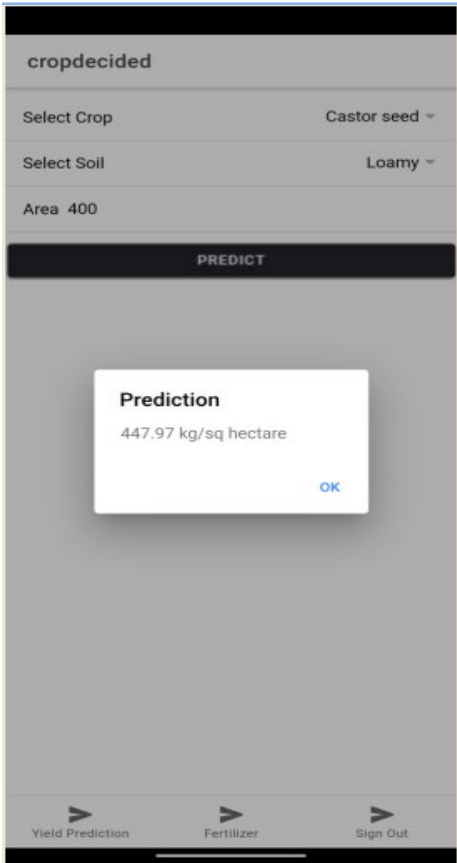 cropdecided
Select Crop Castor seed
Select Soil Loamy
Area 400
PREDICT
Prediction
447.97 kg/sq hectare
OK
Yield Prediction Fertilizer Sign Out